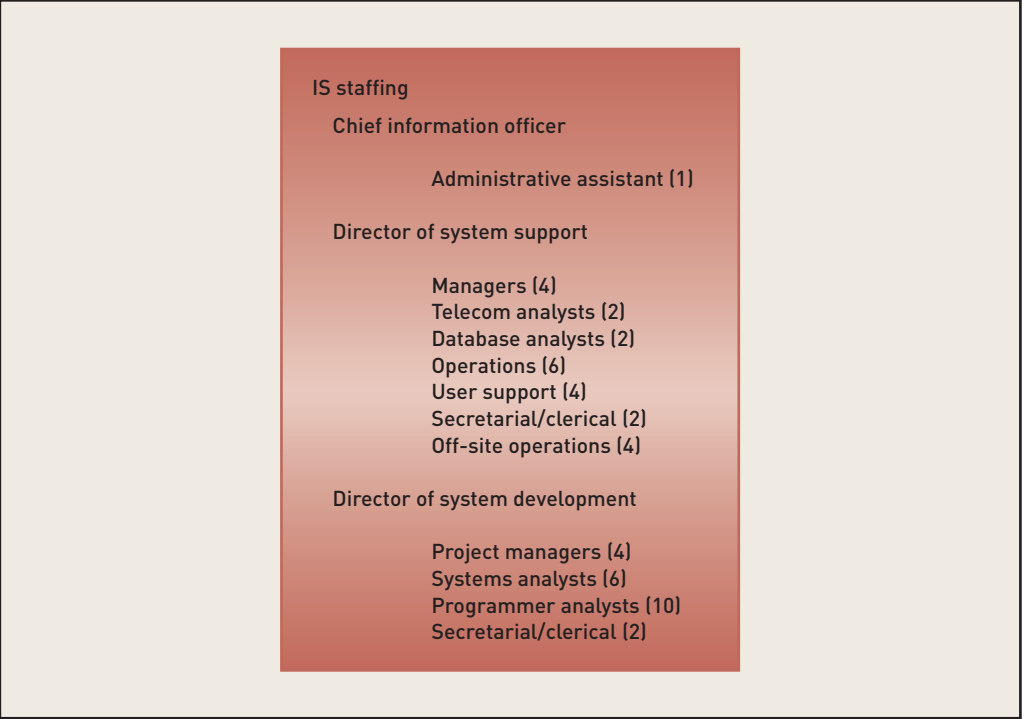 IS staffing
Chief information officer
Administrative assistant (1)
Director of system support
Managers (4)
Telecom analysts (2)
Database analysts (2)
Operations (6)
User support (4)
Secretarial/clerical (2)
Off-site operations (4)
Director of system development
Project managers (4)
Systems analysts (6)
Programmer analysts (10)
Secretarial/clerical (2)